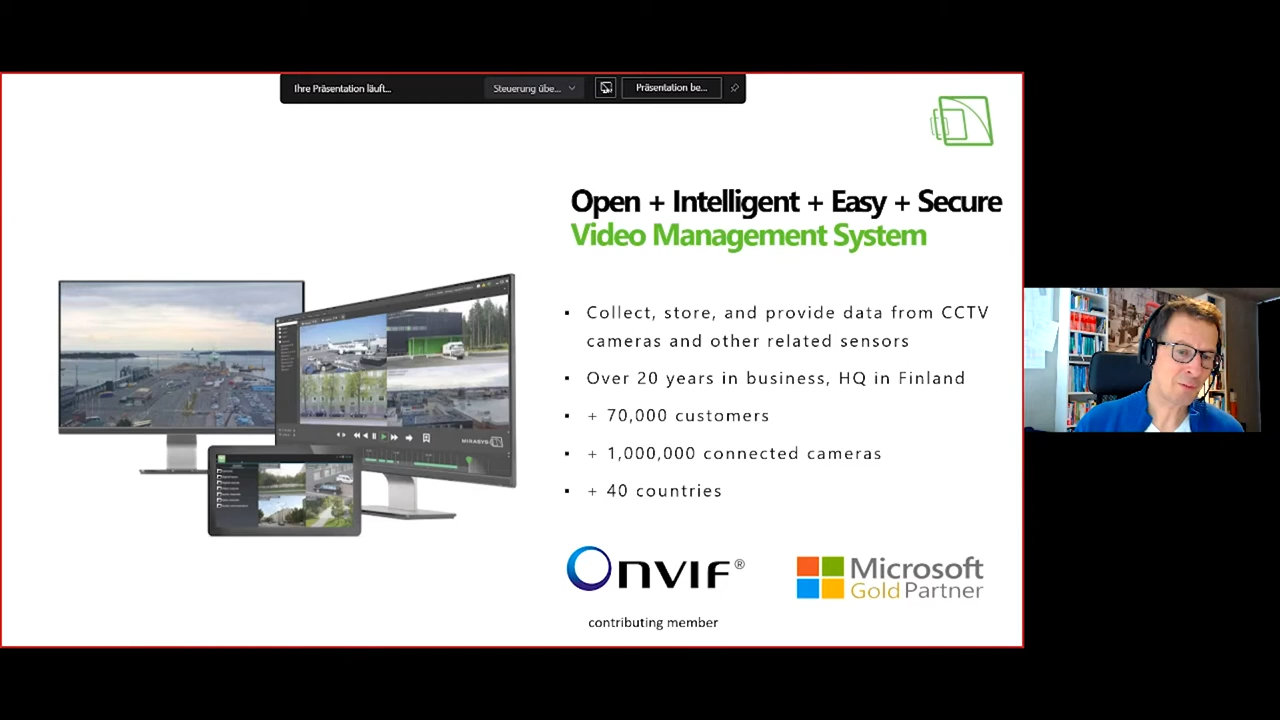 Ihre Präsentation läuft...
Steuerung übe...
Präsentation be...
Open + Intelligent + Easy + Secure
Video Management System
▪ Collect, store, and provide data from CCTV
cameras and other related sensors
▪ Over 20 years in business, HQ in Finland
▪ + 70,000 customers
▪ + 1,000,000 connected cameras
▪ + 40 countries
MIRASYS
ONVIF®
contributing member
Microsoft
Gold Partner